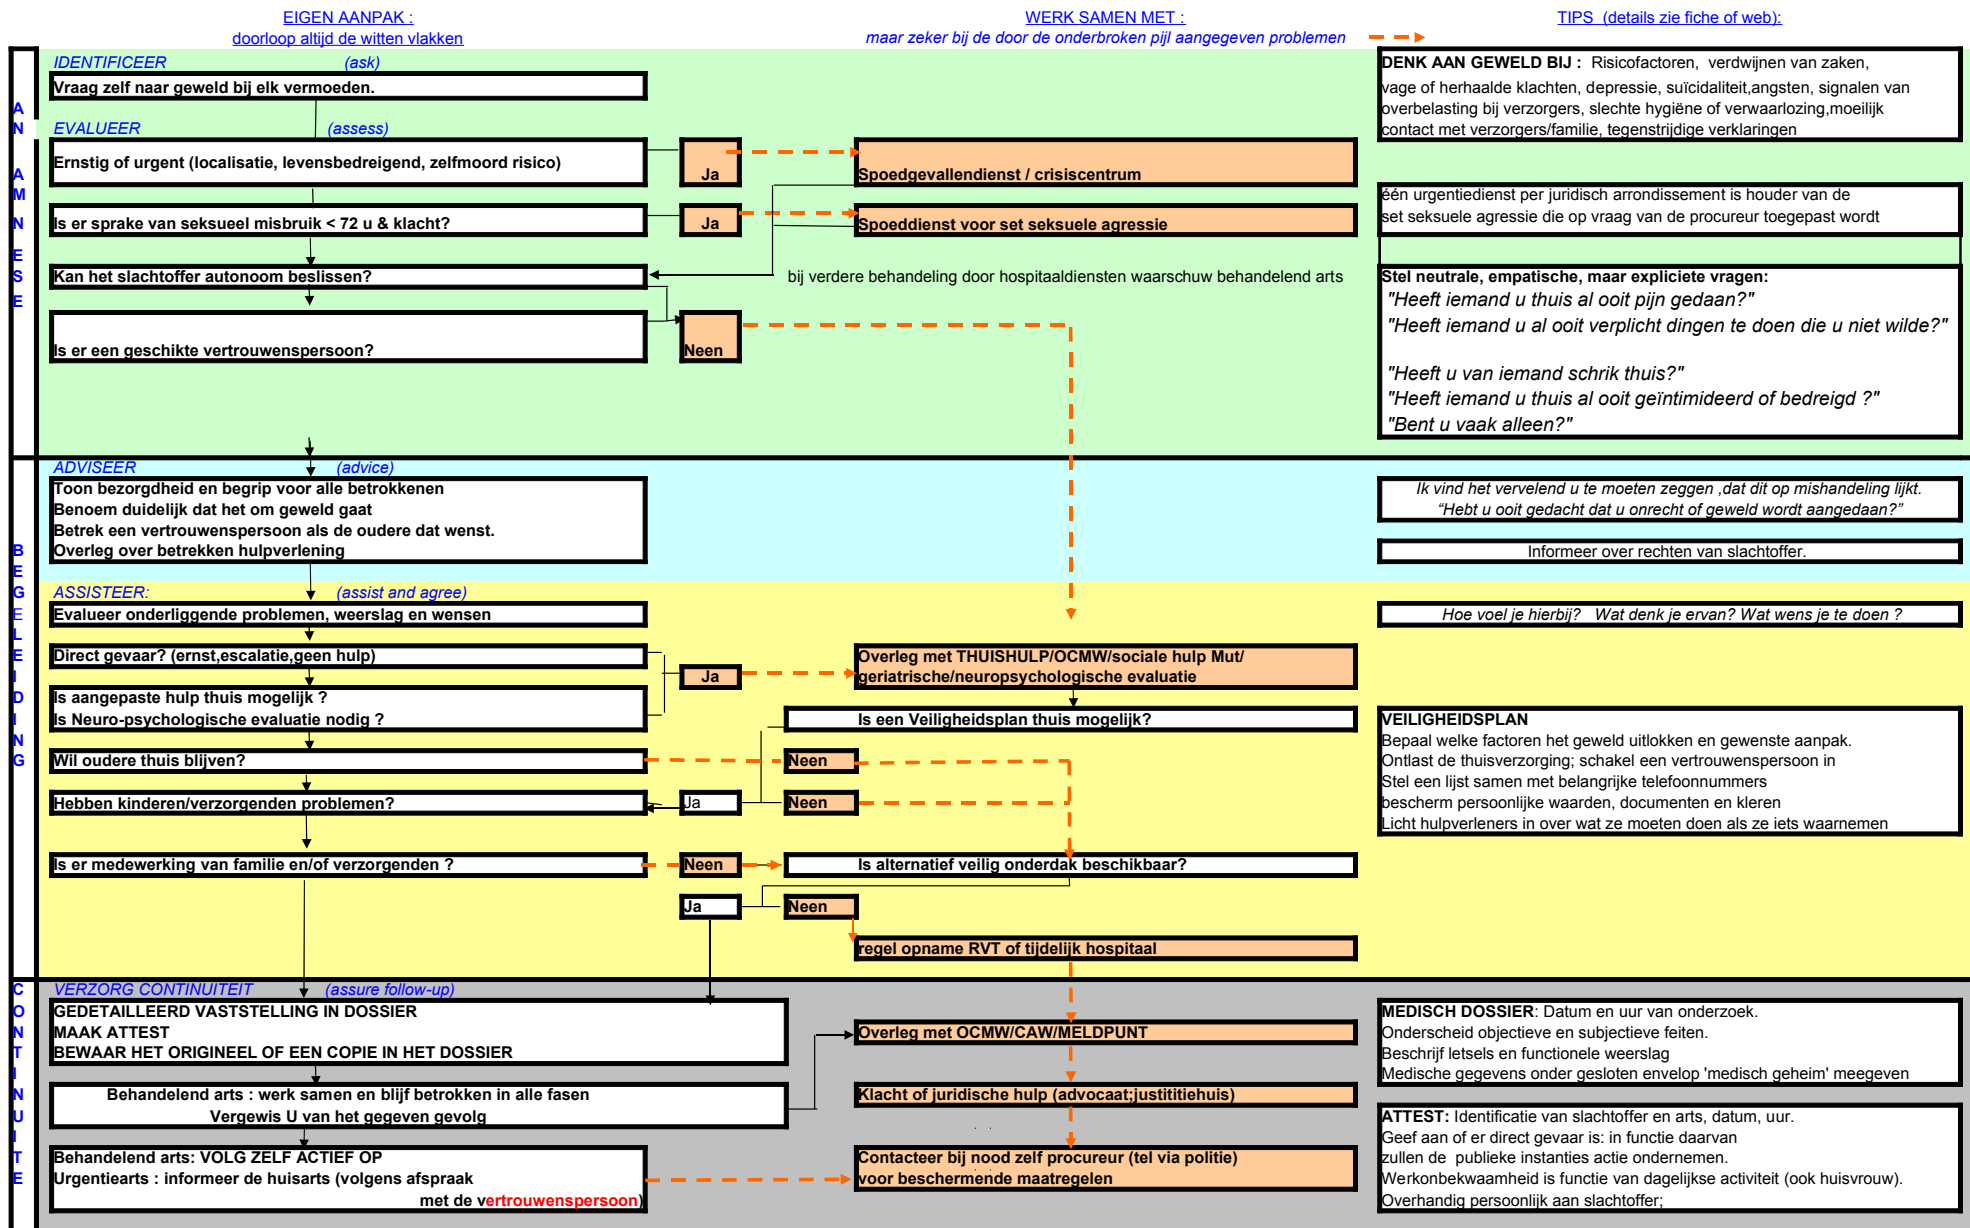 EIGEN AANPAK :
doorloop altijd de witten vlakken
WERK SAMEN MET :
maar zeker bij de door de onderbroken pijl aangegeven problemen
TIPS (details zie fiche of web):
A
N
A
M
N
E
S
E
IDENTIFICEER (ask)
Vraag zelf naar geweld bij elk vermoeden.
EVALUEER (assess)
Ernstig of urgent (localisatie, levensbedreigend, zelfmoord risico)
Ja
Spoedgevallendienst / crisiscentrum
Is er sprake van seksueel misbruik < 72 u & klacht?
Ja
Spoeddienst voor set seksuele agressie
Kan het slachtoffer autonoom beslissen?
bij verdere behandeling door hospitaaldiensten waarschuw behandelend arts
Is er een geschikte vertrouwenspersoon?
Neen
DENK AAN GEWELD BIJ : Risicofactoren, verdwijnen van zaken,
vage of herhaalde klachten, depressie, suïcidaliteit,angsten, signalen van
overbelasting bij verzorgers, slechte hygiëne of verwaarlozing,moeilijk
contact met verzorgers/familie, tegenstrijdige verklaringen
één urgentiedienst per juridisch arrondissement is houder van de
set seksuele agressie die op vraag van de procureur toegepast wordt
Stel neutrale, empatische, maar expliciete vragen:
"Heeft iemand u thuis al ooit pijn gedaan?"
"Heeft iemand u al ooit verplicht dingen te doen die u niet wilde?"
"Heeft u van iemand schrik thuis?"
"Heeft iemand u thuis al ooit geïntimideerd of bedreigd ?"
"Bent u vaak alleen?"
B
E
G
E
L
E
I
D
I
N
G
ADVISEER (advice)
Toon bezorgdheid en begrip voor alle betrokkenen
Benoem duidelijk dat het om geweld gaat
Betrek een vertrouwenspersoon als de oudere dat wenst.
Overleg over betrekken hulpverlening
Ik vind het vervelend u te moeten zeggen ,dat dit op mishandeling lijkt.
“Hebt u ooit gedacht dat u onrecht of geweld wordt aangedaan?”
Informeer over rechten van slachtoffer.
ASSISTEER: (assist and agree)
Evalueer onderliggende problemen, weerslag en wensen
Hoe voel je hierbij? Wat denk je ervan? Wat wens je te doen ?
Direct gevaar? (ernst,escalatie,geen hulp)
Is aangepaste hulp thuis mogelijk ?
Is Neuro-psychologische evaluatie nodig ?
Ja
Overleg met THUISHULP/OCMW/sociale hulp Mut/
geriatrische/neuropsychologische evaluatie
Is een Veiligheidsplan thuis mogelijk?
Wil oudere thuis blijven?
Neen
Hebben kinderen/verzorgenden problemen?
Ja
Neen
Is er medewerking van familie en/of verzorgenden ?
Neen
Is alternatief veilig onderdak beschikbaar?
Ja
Neen
regel opname RVT of tijdelijk hospitaal
VEILIGHEIDSPLAN
Bepaal welke factoren het geweld uitlokken en gewenste aanpak.
Ontlast de thuisverzorging; schakel een vertrouwenspersoon in
Stel een lijst samen met belangrijke telefoonnummers
bescherm persoonlijke waarden, documenten en kleren
Licht hulpverleners in over wat ze moeten doen als ze iets waarnemen
C
O
N
T
I
N
U
I
T
E
VERZORG CONTINUITEIT (assure follow-up)
GEDETAILLEERD VASTSTELLING IN DOSSIER
MAAK ATTEST
BEWAAR HET ORIGINEEL OF EEN COPIE IN HET DOSSIER
Behandelend arts : werk samen en blijf betrokken in alle fasen
Vergewis U van het gegeven gevolg
Behandelend arts: VOLG ZELF ACTIEF OP
Urgentiearts : informeer de huisarts (volgens afspraak
met de vertrouwenspersoon)
Overleg met OCMW/CAW/MELDPUNT
Klacht of juridische hulp (advocaat;justititiehuis)
Contacteer bij nood zelf procureur (tel via politie)
voor beschermende maatregelen
MEDISCH DOSSIER: Datum en uur van onderzoek.
Onderscheid objectieve en subjectieve feiten.
Beschrijf letsels en functionele weerslag
Medische gegevens onder gesloten envelop 'medisch geheim' meegeven
ATTEST: Identificatie van slachtoffer en arts, datum, uur.
Geef aan of er direct gevaar is: in functie daarvan
zullen de publieke instanties actie ondernemen.
Werkonbekwaamheid is functie van dagelijkse activiteit (ook huisvrouw).
Overhandig persoonlijk aan slachtoffer;